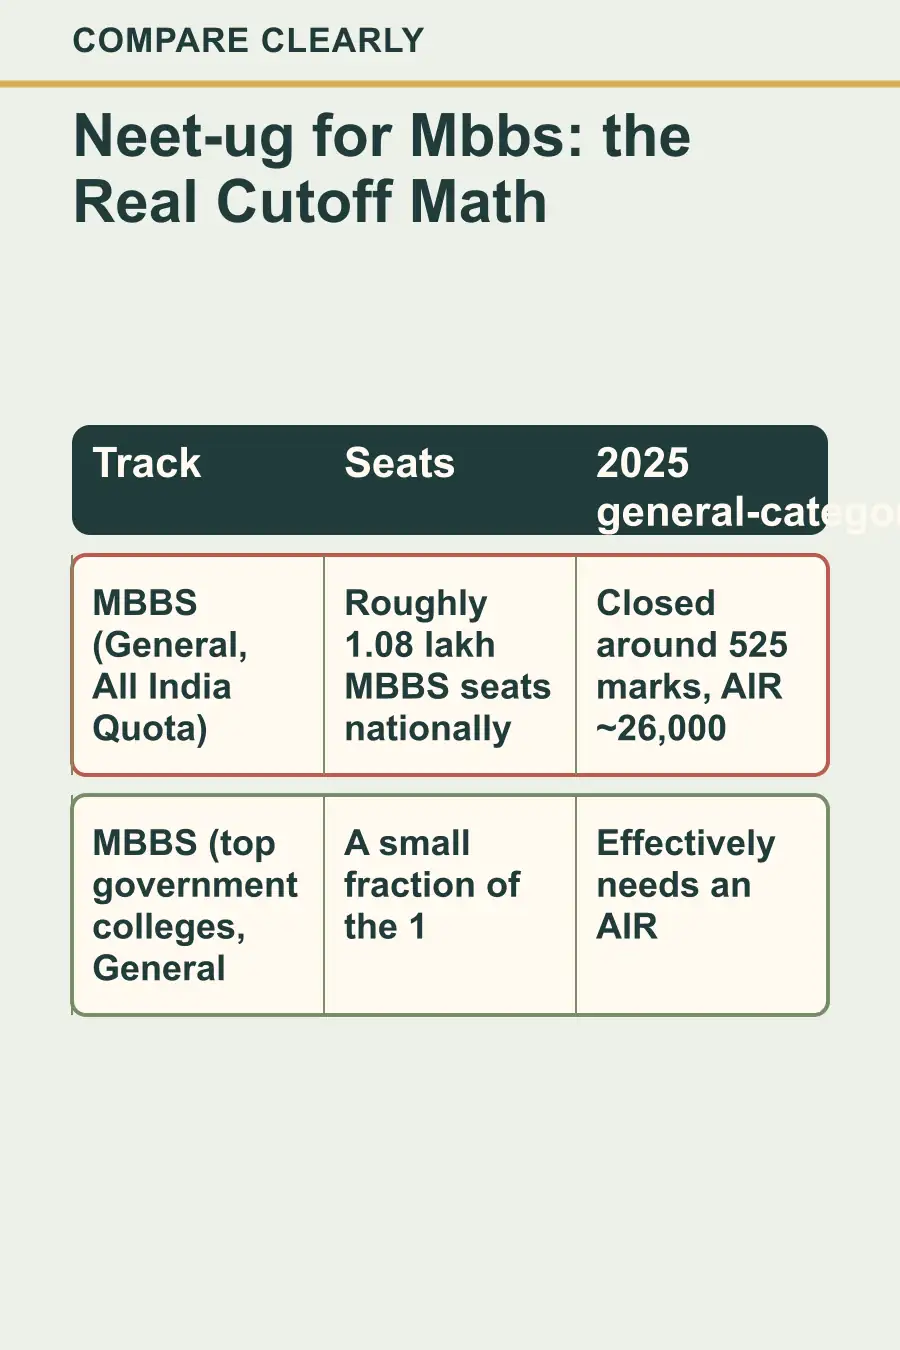 COMPARE CLEARLY
Neet-ug for Mbbs: the
Real Cutoff Math
Track
Seats
2025
general-catego
MBBS
(General,
All India
Quota)
Roughly
1.08 lakh
MBBS seats
nationally
Closed
around 525
marks, AIR
~26,000
MBBS (top
government
colleges,
General
A small
fraction of
the 1
Effectively
needs an
AIR